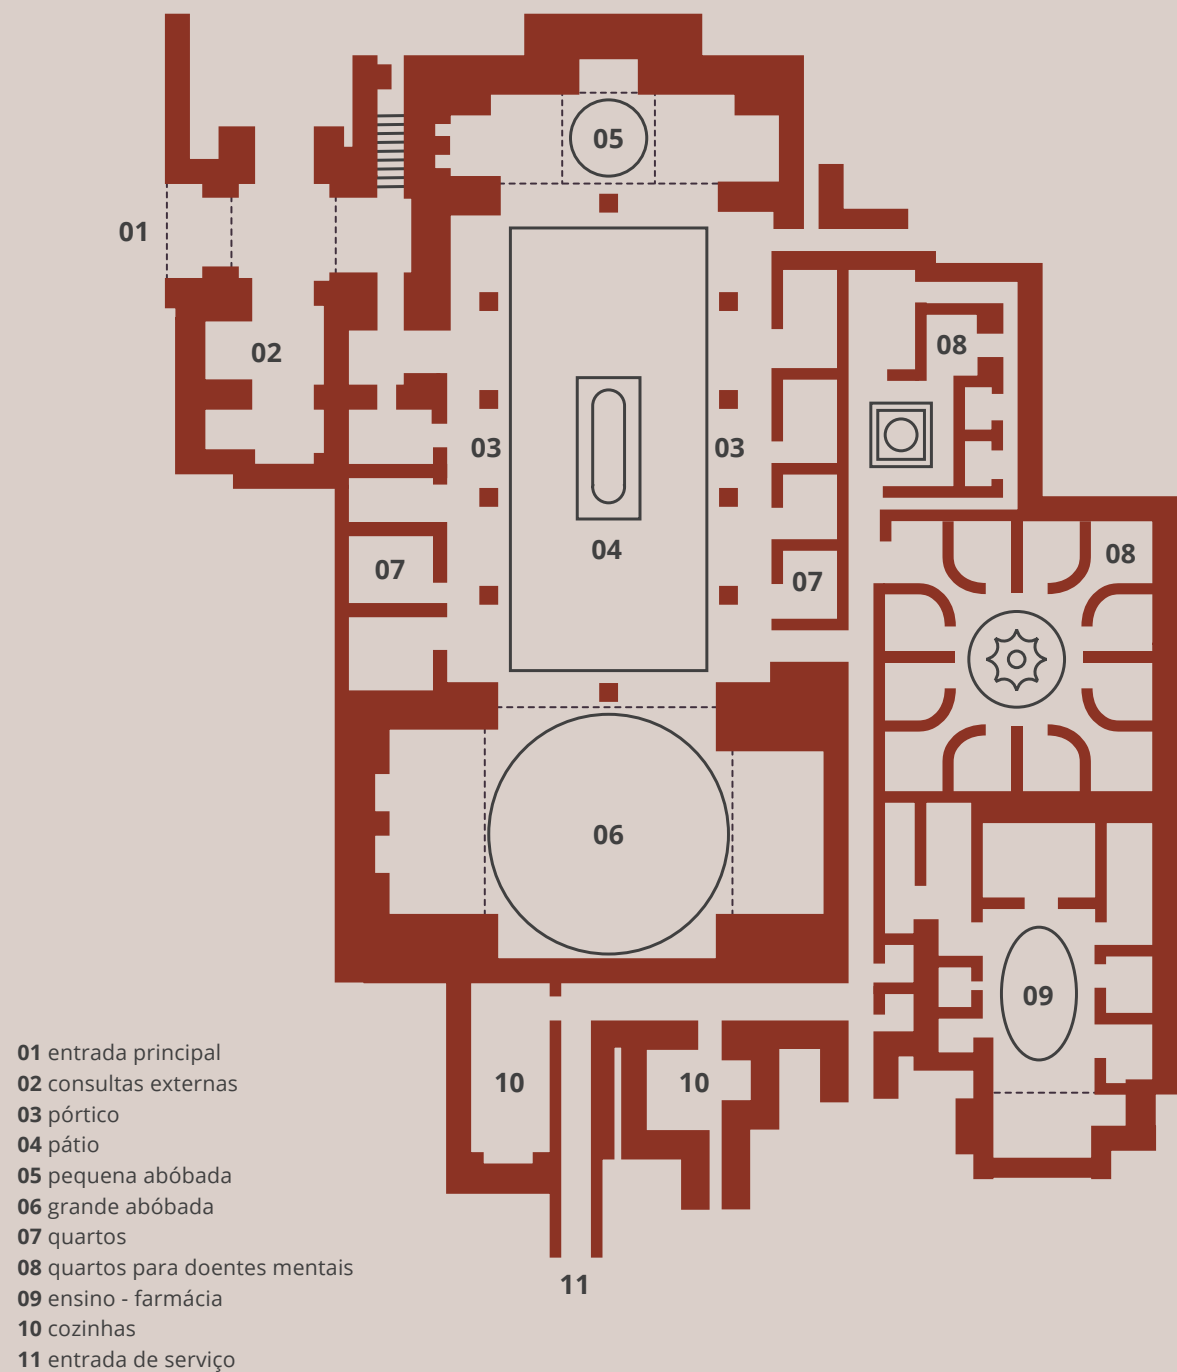 05
01
08
02
03
03
04
08
07
07
06
09
10
10
11
01 entrada principal
02 consultas externas
03 pórtico
04 pátio
05 pequena abóbada
06 grande abóbada
07 quartos
08 quartos para doentes mentais
09 ensino - farmácia
10 cozinhas
11 entrada de serviço